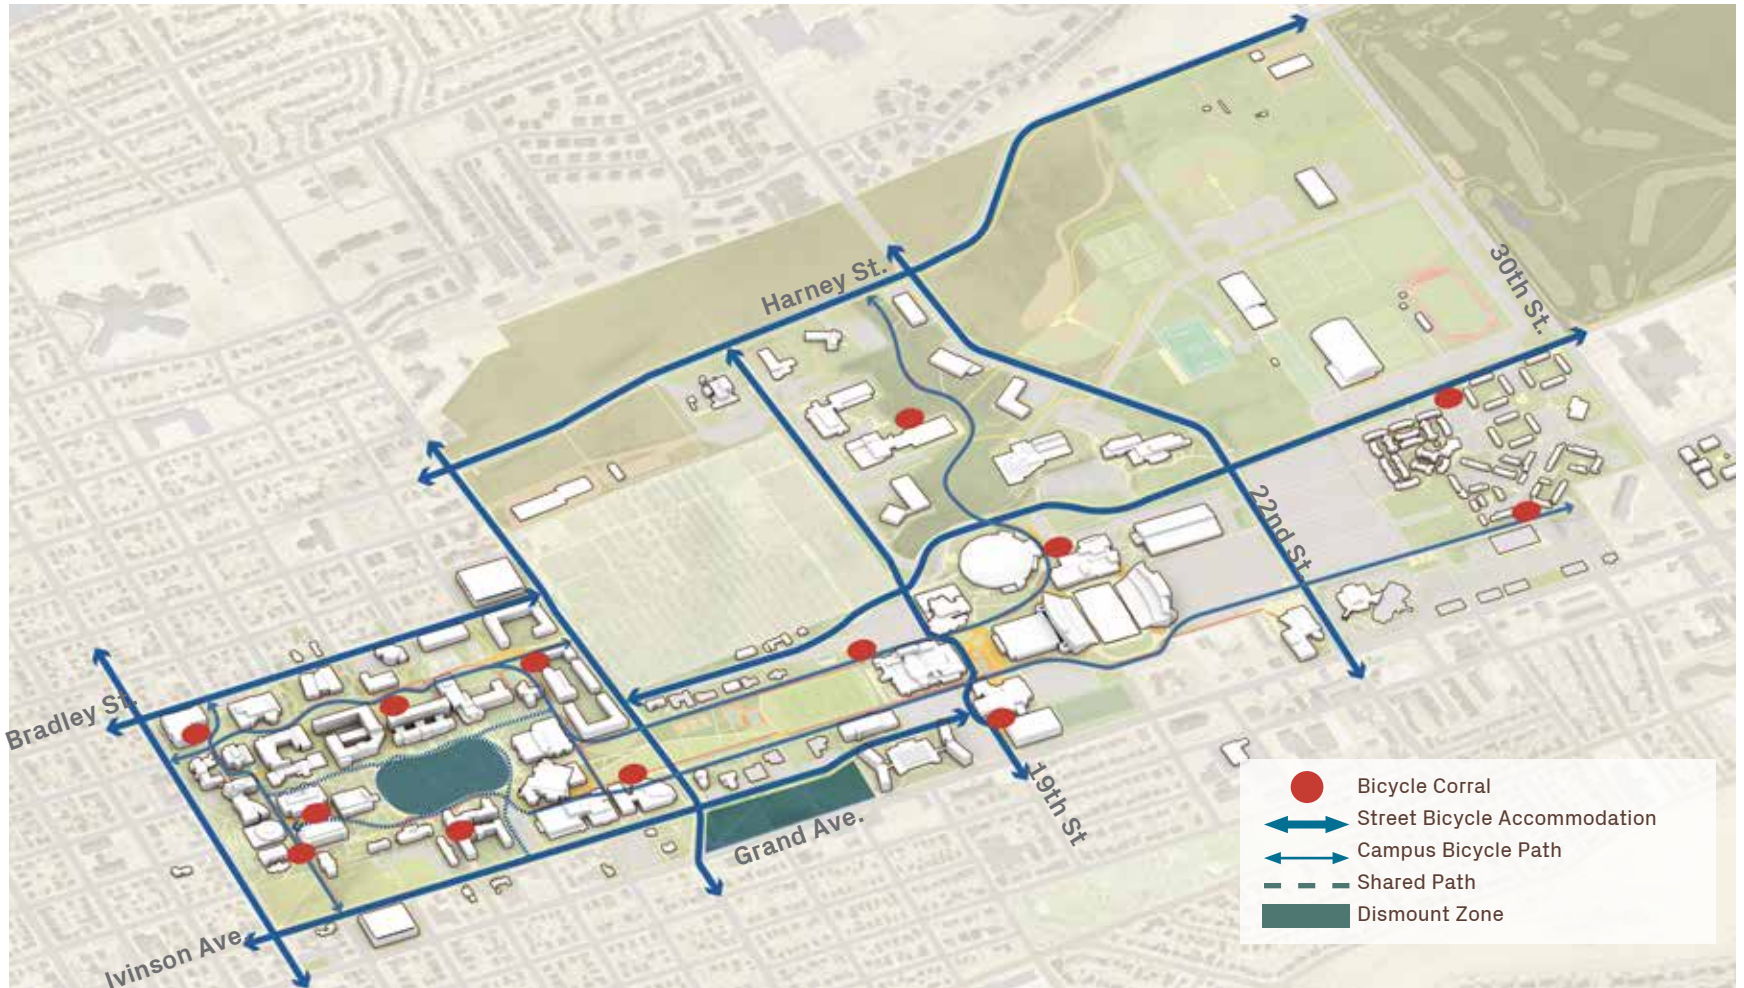 Harney St.
30th St.
22nd St.
Bradley St.
19th St
Grand Ave.
Ivinson Ave.
Bicycle Corral
Street Bicycle Accommodation
Campus Bicycle Path
Shared Path
Dismount Zone